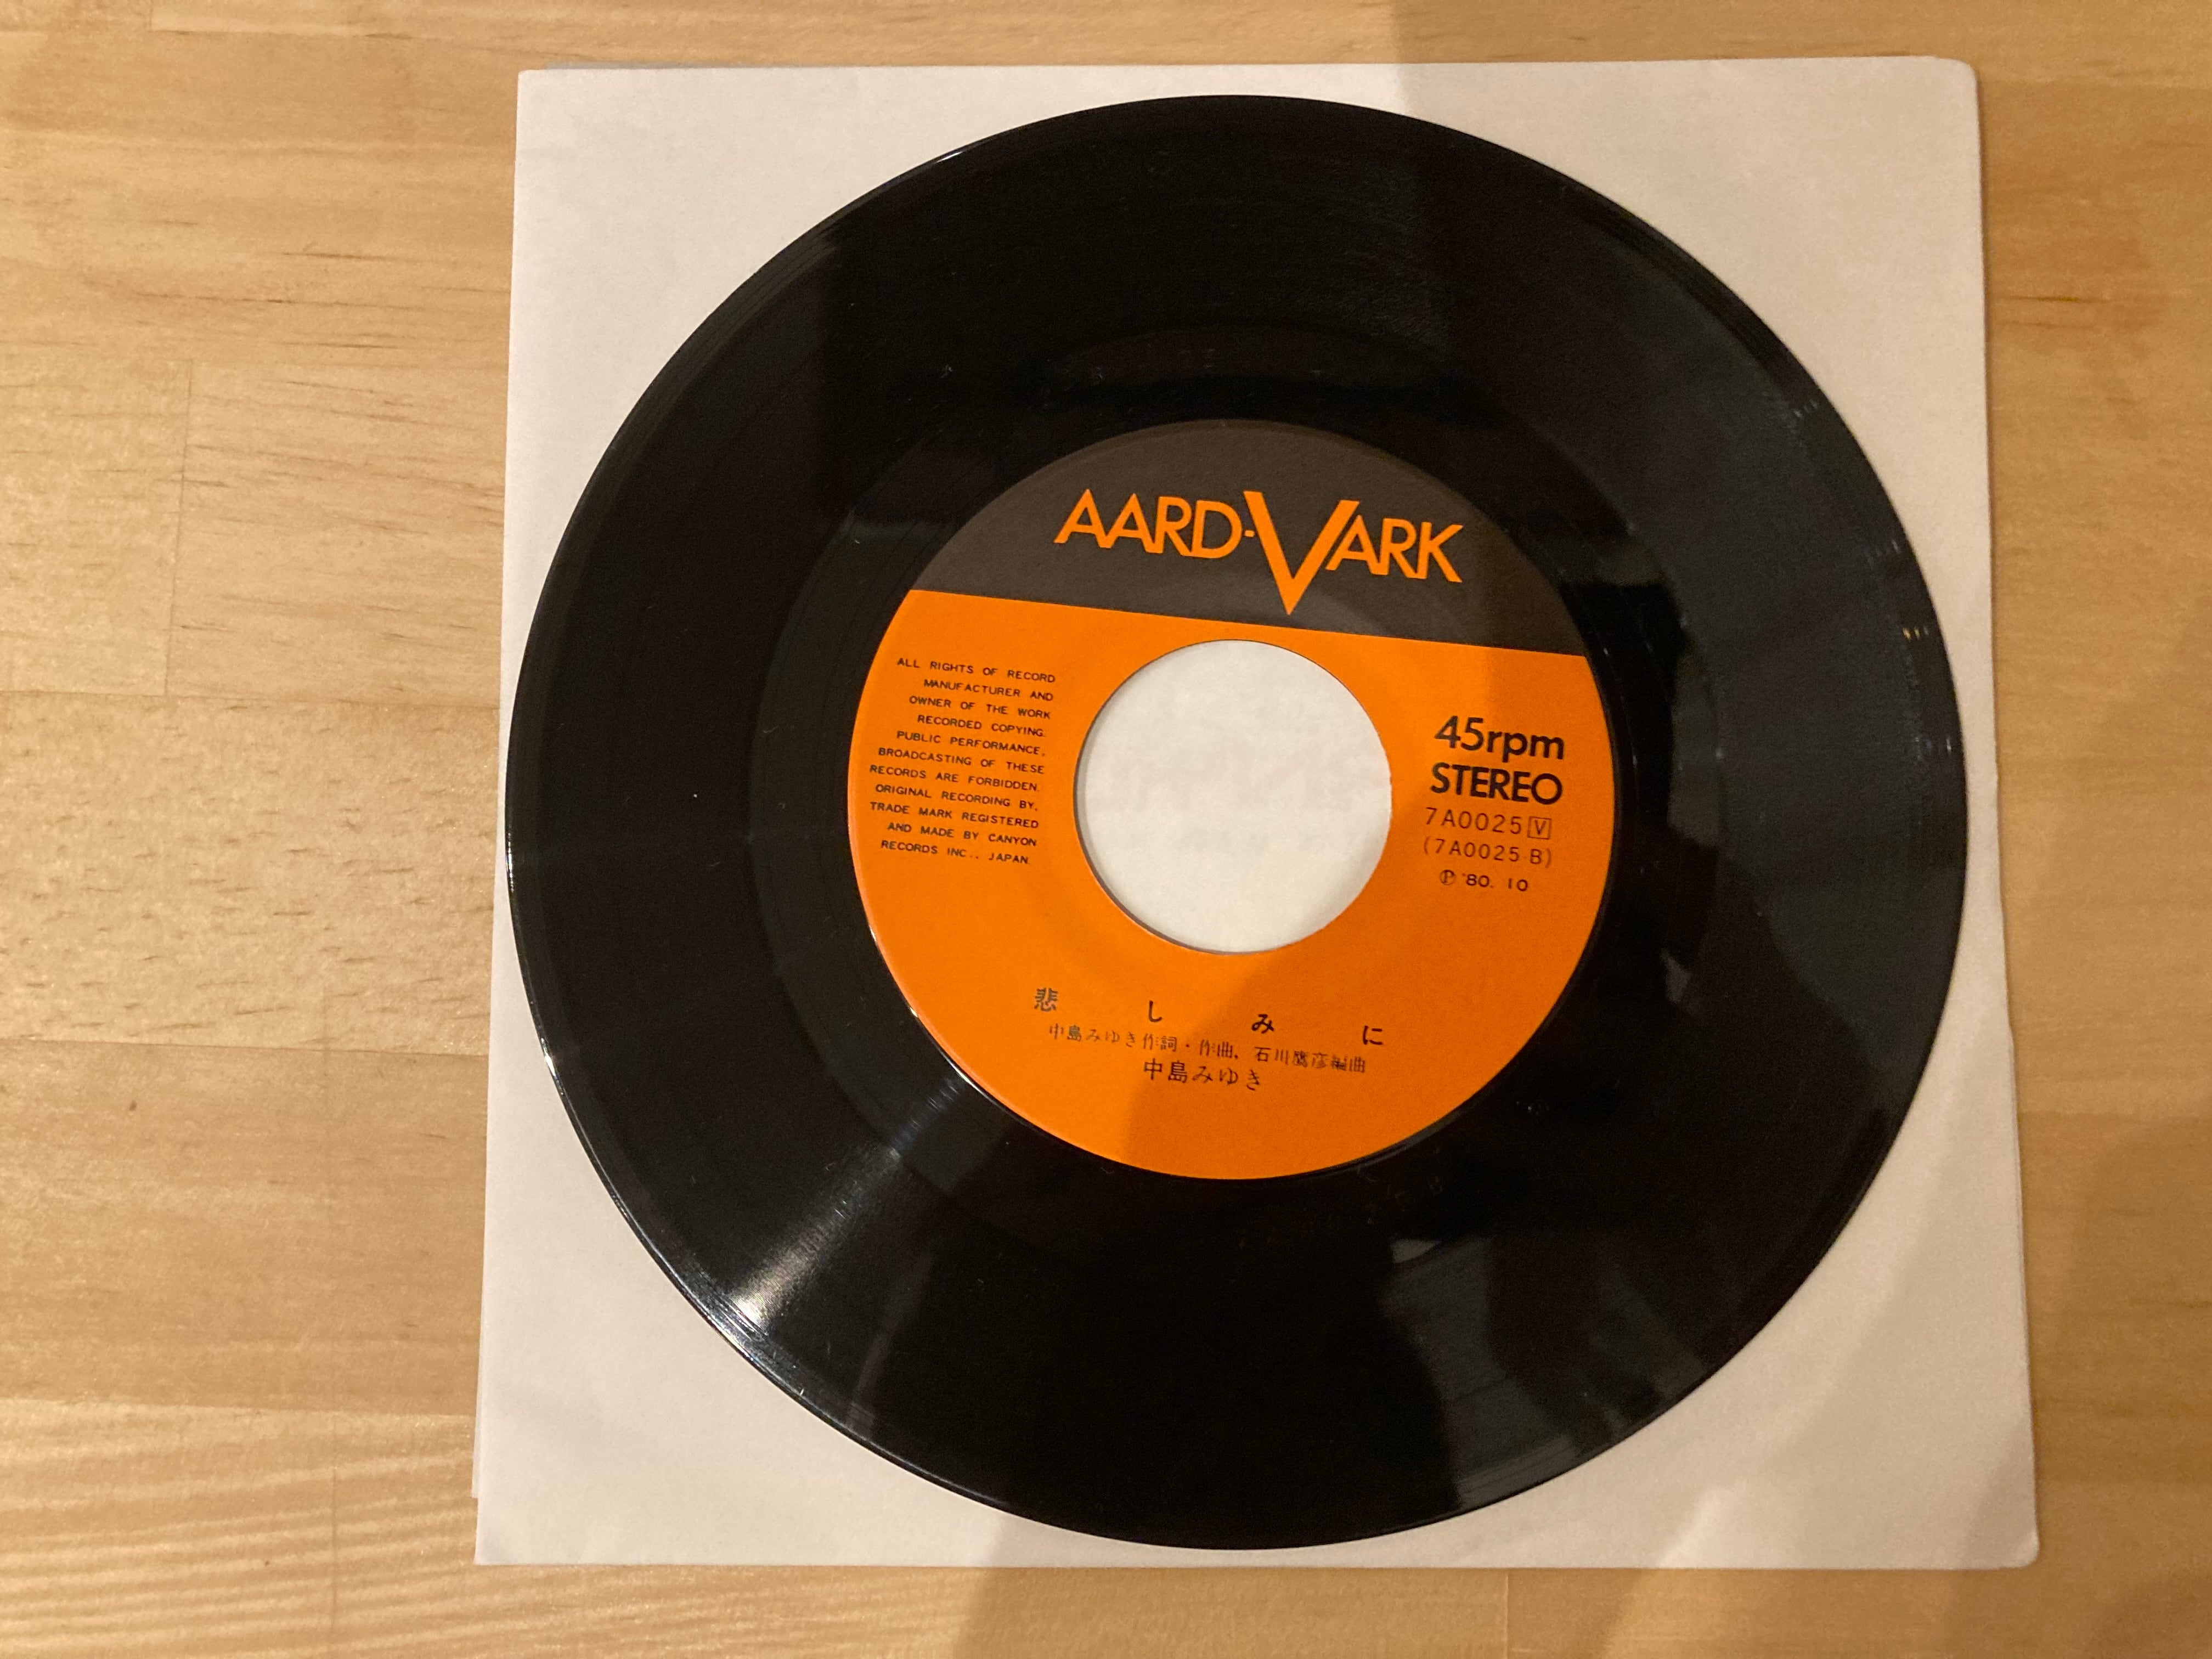 AARD-VARK
ALL RIGHTS OF RECORD
MANUFACTURER AND
OWNER OF THE WORK
RECORDED COPYING.
PUBLIC PERFORMANCE,
BROADCASTING OF THESE
RECORDS ARE FORBIDDEN.
ORIGINAL RECORDING BY,
TRADE MARK REGISTERED
AND MADE BY CANYON
RECORDS INC., JAPAN.
45rpm
STEREO
7A0025 V
(7A0025-B)
Ⓟ '80. 10
悲しみに
中島みゆき作詞・作曲、石川鷹彦編曲
中島みゆき